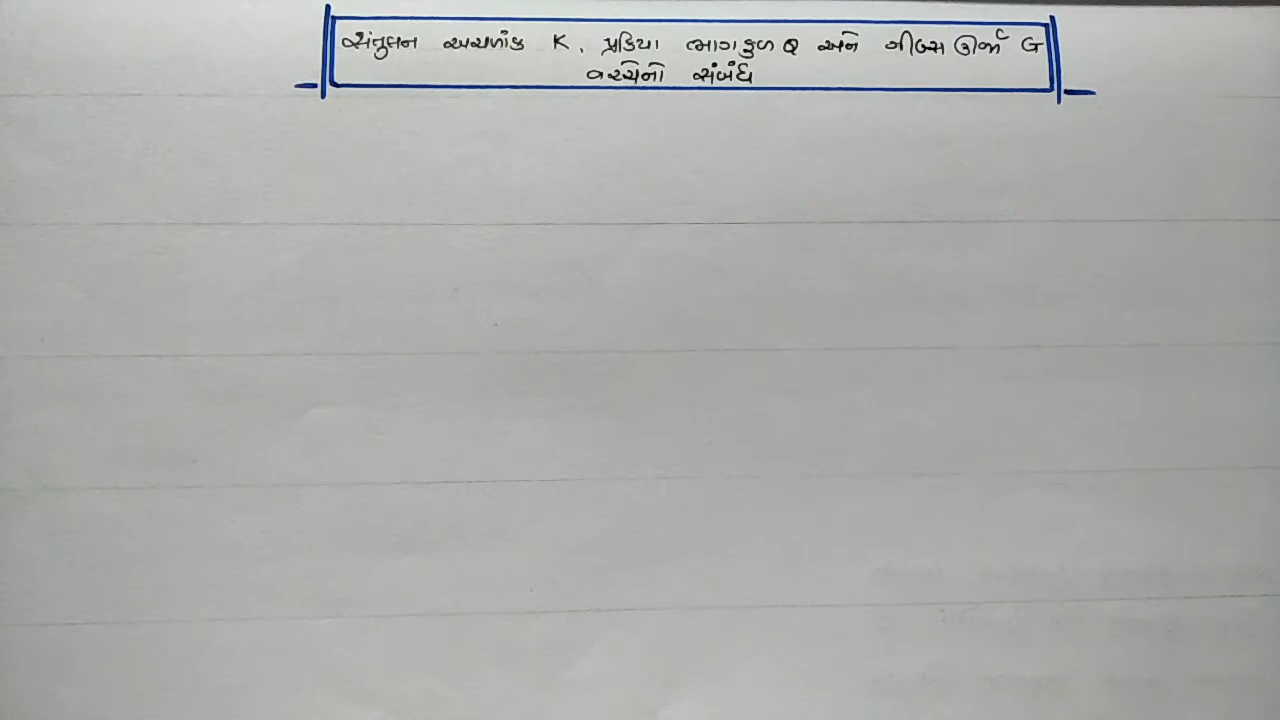 સંતુલન અચળાંક K, પ્રક્રિયા ભાગફળ Q અને ગીબ્સ ઊર્જા G
વચ્ચેનો સંબંધ